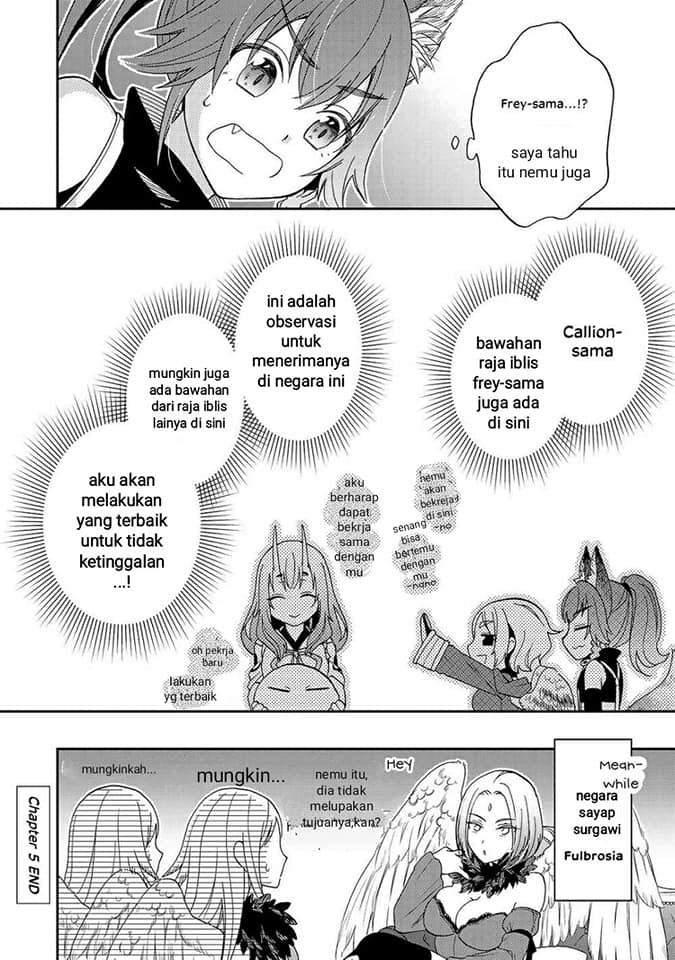 Frey-sama...!?
saya tahu
itu nemu juga
Callion-
sama
bawahan
raja iblis
frey-sama
juga ada
di sini
ini adalah
observasi
untuk
menerimanya
di negara ini
mungkin juga
ada bawahan
dari raja iblis
lainya di sini
aku akan
melakukan
yang terbaik
untuk tidak
ketinggalan
...!
nemu
akan
bekrejaj
di sini
-no
senang
bisa
bertemu
dengan
mu
-nano
aku
berharap
dapat
bekrja
sama
dengan
mu
oh pekrja
baru
lakukan
yg terbaik
Mean-
while
negara
sayap
surgawi
Fulbrosia
Hey
nemu itu,
dia tidak
melupakan
tujuanya,kan?
mungkin...
mungkinkah...
Chapter 5 END